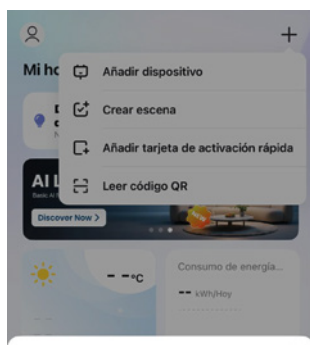 Mi ho
Añadir dispositivo
Crear escena
Añadir tarjeta de activación rápida
Leer código QR
AI L
Discover Now >
NEW
-- °C
Consumo de energía...
-- kWh/Hoy